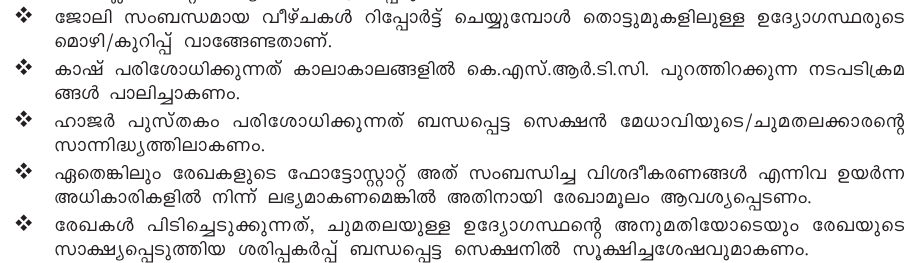 ❖ ജോലി സംബന്ധമായ വീഴ്ചകൾ റിപ്പോർട്ട് ചെയ്യുമ്പോൾ തൊട്ടുമുകളിലുള്ള ഉദ്യോഗസ്ഥരുടെ
മൊഴി/കുറിപ്പ് വാങ്ങേണ്ടതാണ്.
❖ കാഷ് പരിശോധിക്കുന്നത് കാലാകാലങ്ങളിൽ കെ.എസ്.ആർ.ടി.സി. പുറത്തിറക്കുന്ന നടപടിക്രമ
ങ്ങൾ പാലിച്ചാകണം.
❖ ഹാജർ പുസ്തകം പരിശോധിക്കുന്നത് ബന്ധപ്പെട്ട സെക്ഷൻ മേധാവിയുടെ/ചുമതലക്കാരന്റെ
സാന്നിദ്ധ്യത്തിലാകണം.
❖ ഏതെങ്കിലും രേഖകളുടെ ഫോട്ടോസ്റ്റാറ്റ് അത് സംബന്ധിച്ച വിശദീകരണങ്ങൾ എന്നിവ ഉയർന്ന
അധികാരികളിൽ നിന്ന് ലഭ്യമാകണമെങ്കിൽ അതിനായി രേഖാമൂലം ആവശ്യപ്പെടണം.
❖ രേഖകൾ പിടിച്ചെടുക്കുന്നത്, ചുമതലയുള്ള ഉദ്യോഗസ്ഥന്റെ അനുമതിയോടെയും രേഖയുടെ
സാക്ഷ്യപ്പെടുത്തിയ ശരിപ്പകർപ്പ് ബന്ധപ്പെട്ട സെക്ഷനിൽ സൂക്ഷിച്ചശേഷവുമാകണം.